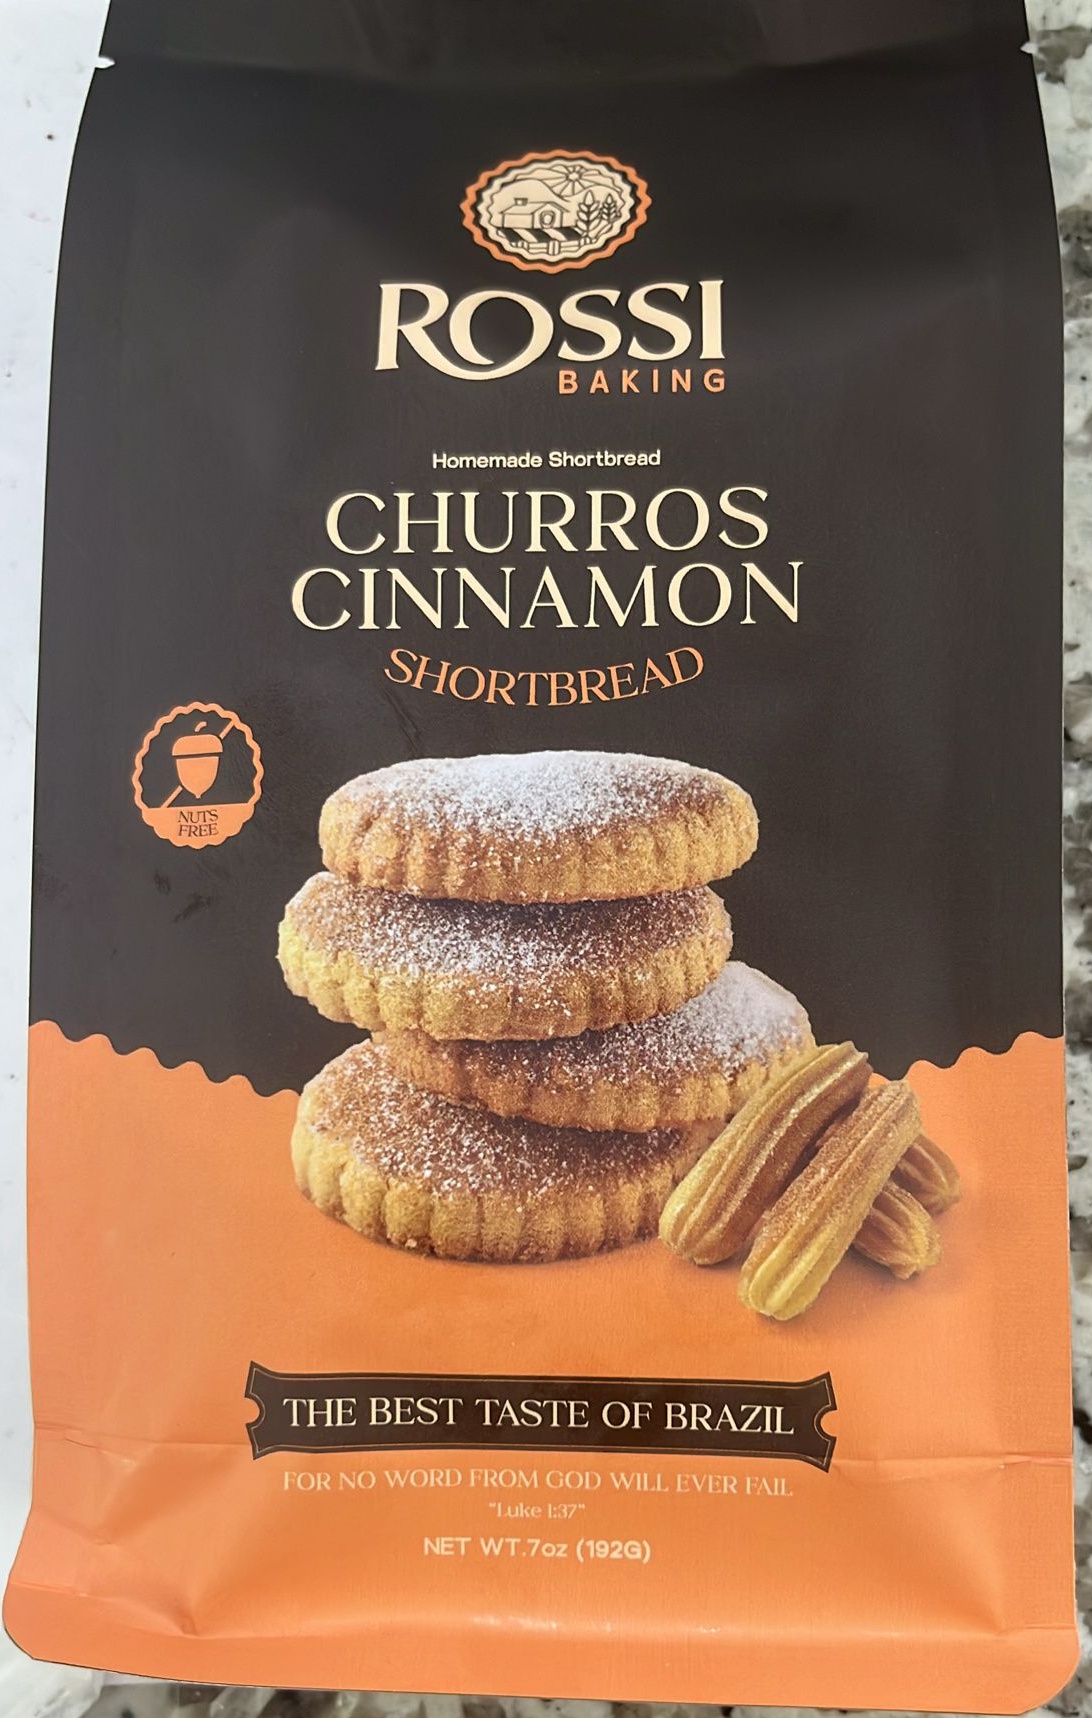 ROSSI
BAKING
Homemade Shortbread
CHURROS
CINNAMON
SHORTBREAD
NUTS
FREE
THE BEST TASTE OF BRAZIL
FOR NO WORD FROM GOD WILL EVER FAIL
"Luke 1:37"
NET WT.7oz (192G)